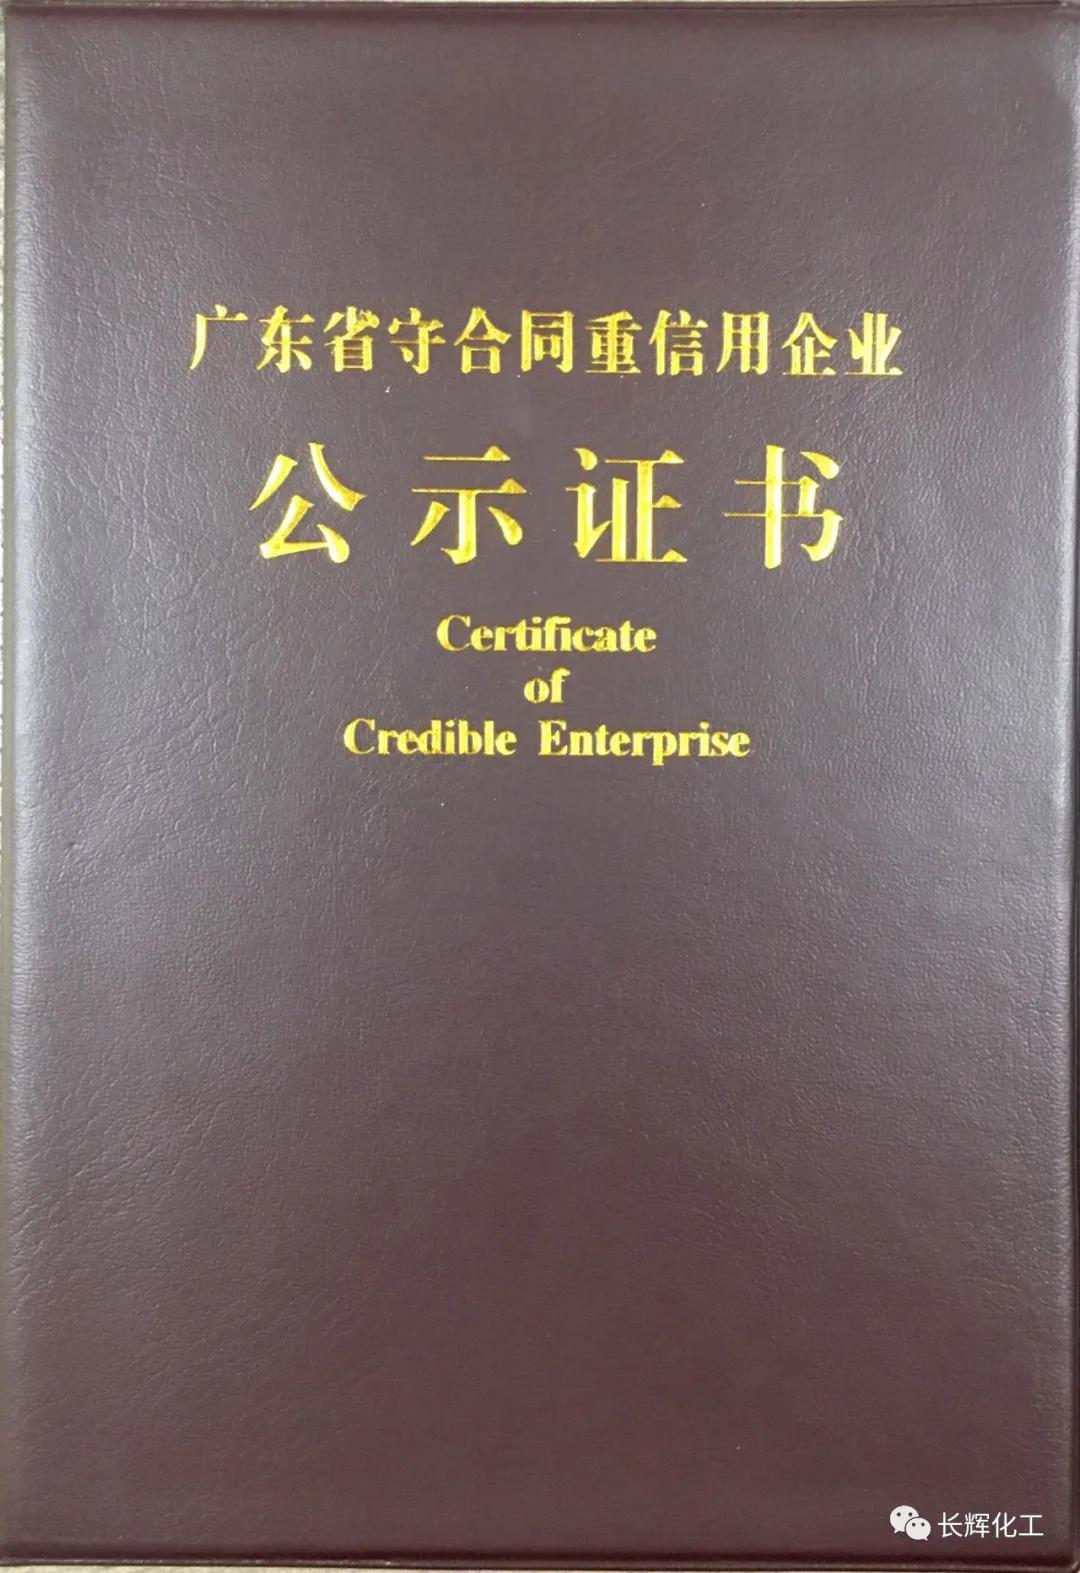 广东省守合同重信用企业
公示证书
Certificate
of
Credible Enterprise
长辉化工